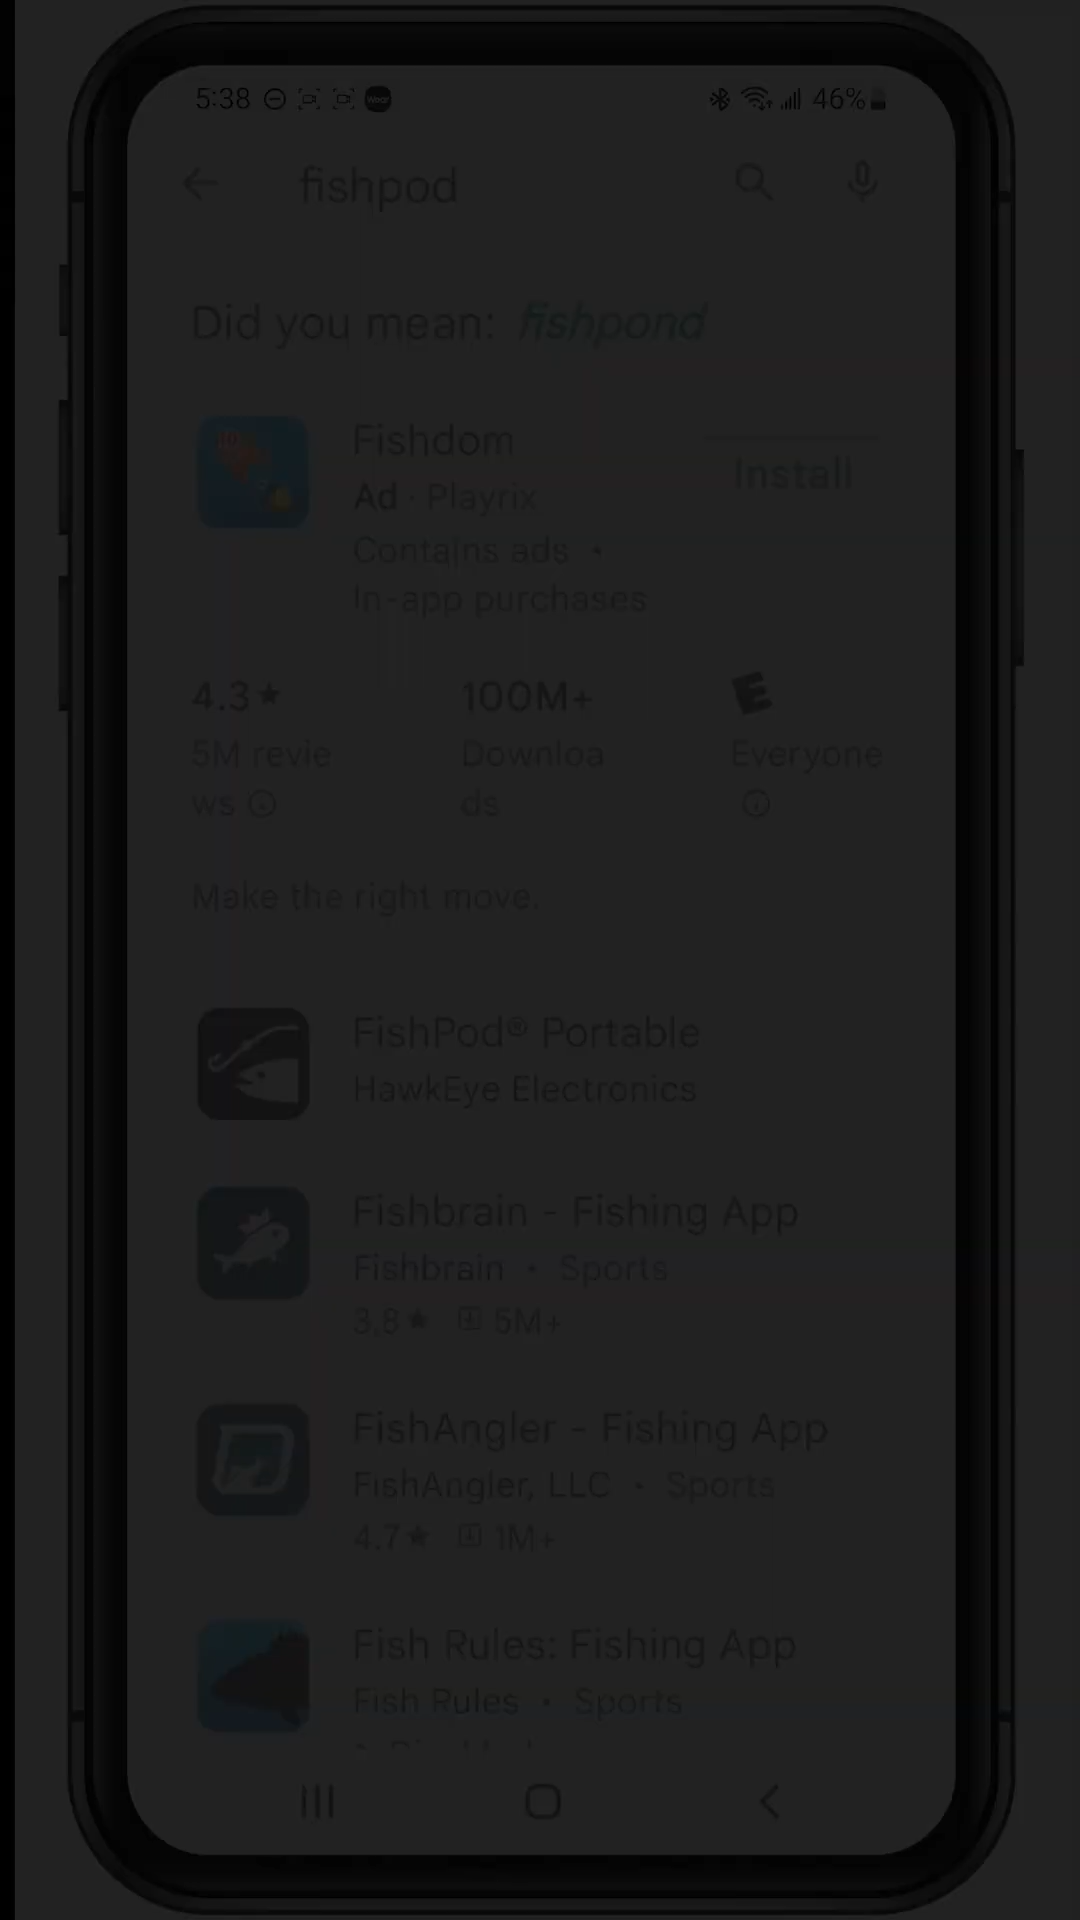 5:38 46%
fishpod
Did you mean: fishpond
Fishdom
Install
Ad · Playrix
Contains ads •
In-app purchases
4.3★ 100M+ E
5M revie Downloa Everyone
ws ds
Make the right move.
FishPod® Portable
HawkEye Electronics
Fishbrain - Fishing App
Fishbrain • Sports
3.8★ 5M+
FishAngler - Fishing App
FishAngler, LLC • Sports
4.7★ 1M+
Fish Rules: Fishing App
Fish Rules • Sports